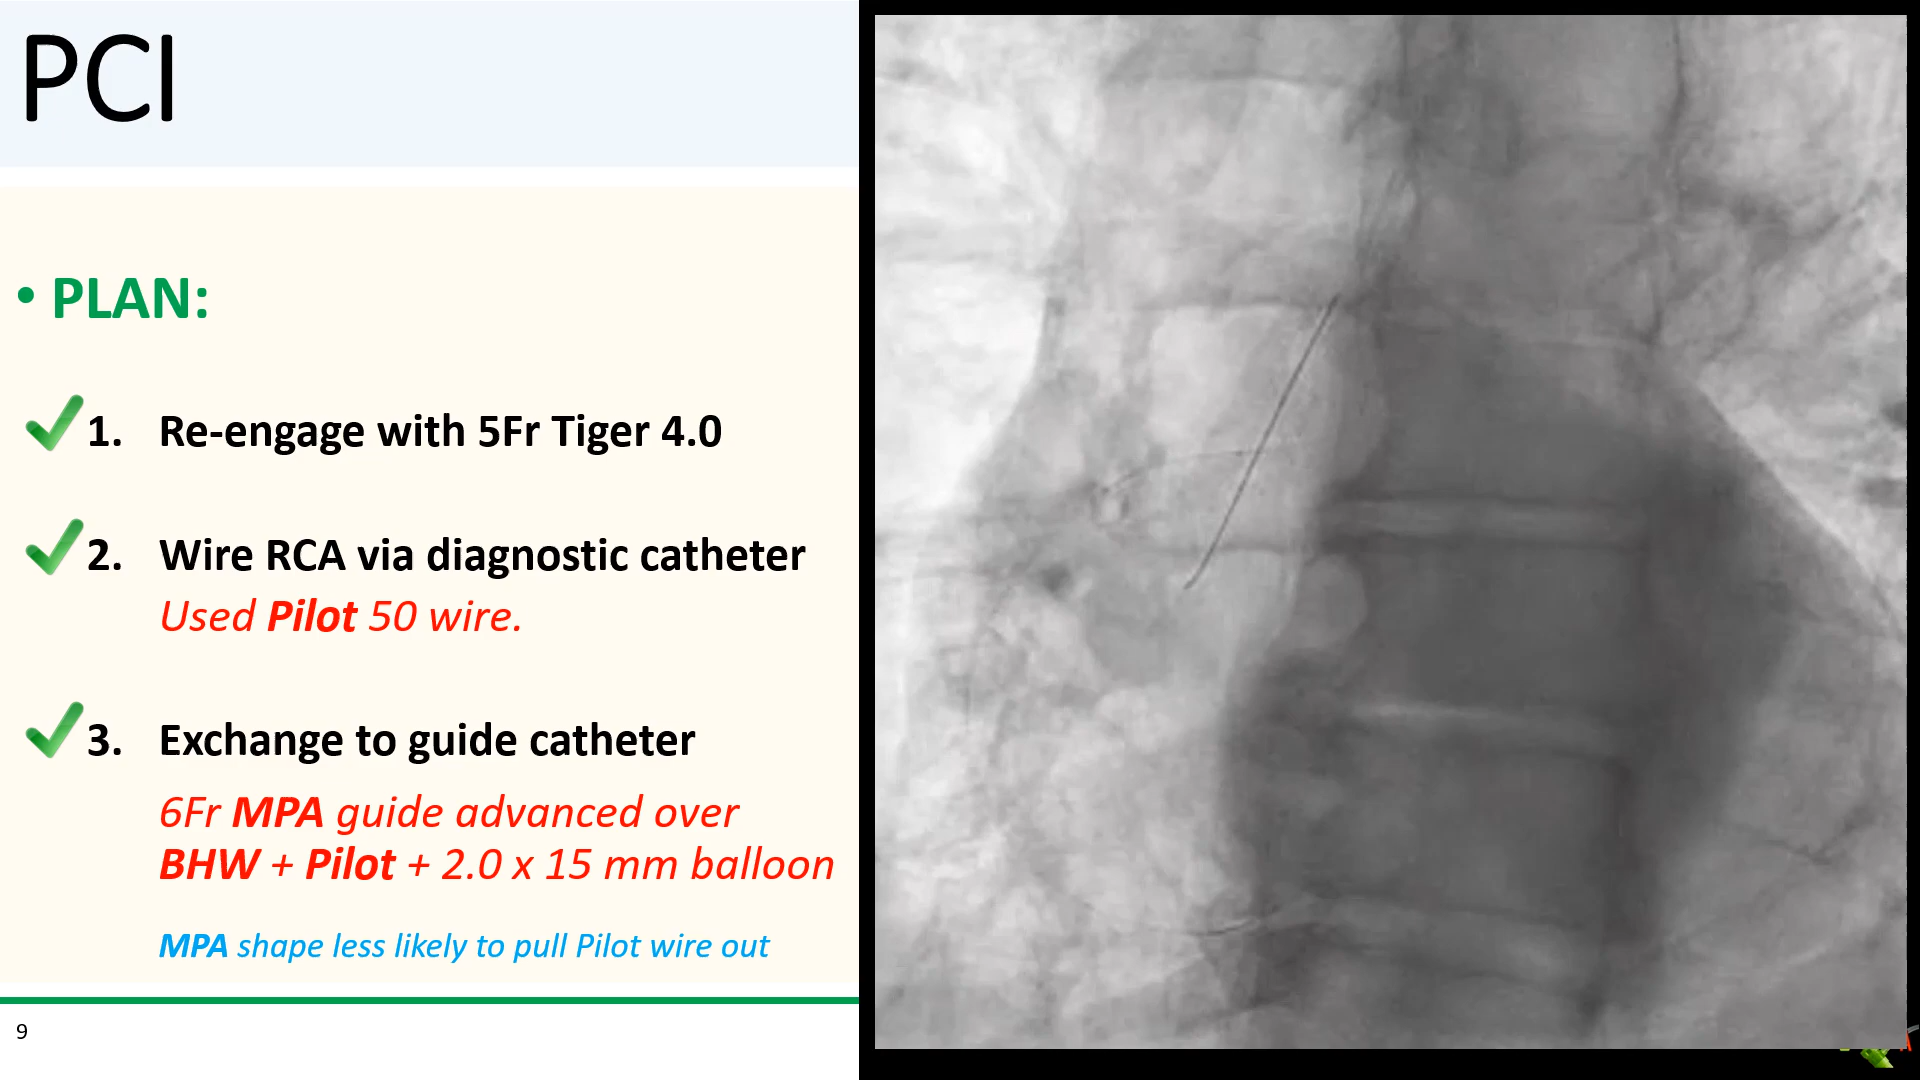 PCI
• PLAN:
1. Re-engage with 5Fr Tiger 4.0
2. Wire RCA via diagnostic catheter
Used Pilot 50 wire.
3. Exchange to guide catheter
6Fr MPA guide advanced over
BHW + Pilot + 2.0 x 15 mm balloon
MPA shape less likely to pull Pilot wire out
9